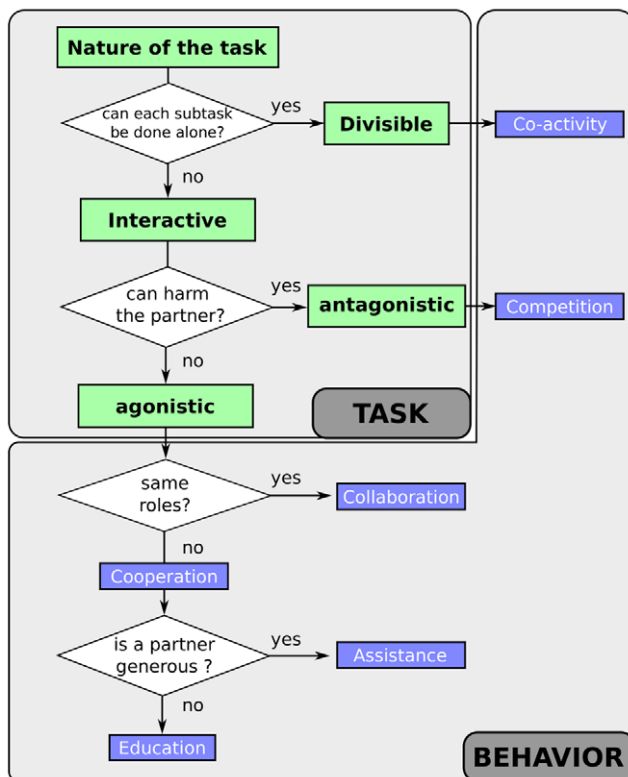 Nature of the task
can each subtask
be done alone?
yes
Divisible
Co-activity
no
Interactive
can harm
the partner?
yes
antagonistic
Competition
no
agonistic
TASK
same
roles?
yes
Collaboration
no
Cooperation
is a partner
generous ?
yes
Assistance
no
Education
BEHAVIOR